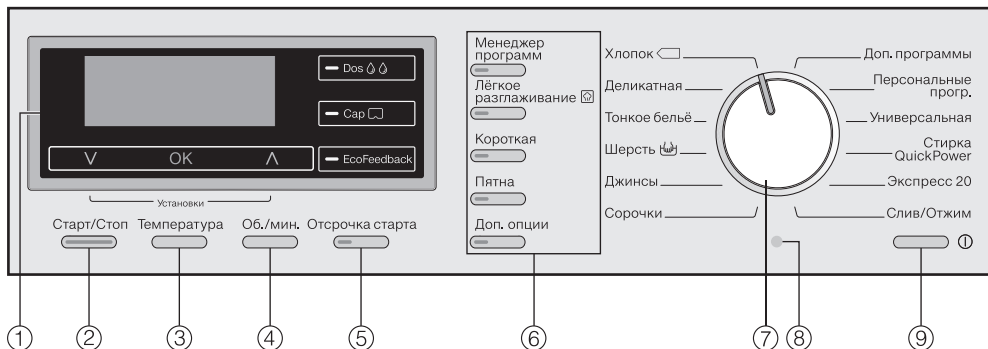 Dos
Cap
EcoFeedback
OK
Установки
Старт/Стоп
Температура
Об./мин.
Отсрочка старта
Менеджер
программ
Лёгкое
разглаживание
Короткая
Пятна
Доп. опции
Хлопок
Деликатная
Тонкое бельё
Шерсть
Джинсы
Сорочки
Доп. программы
Персональные
прогр.
Универсальная
Стирка
QuickPower
Экспресс 20
Слив/Отжим
1
2
3
4
5
6
7
8
9